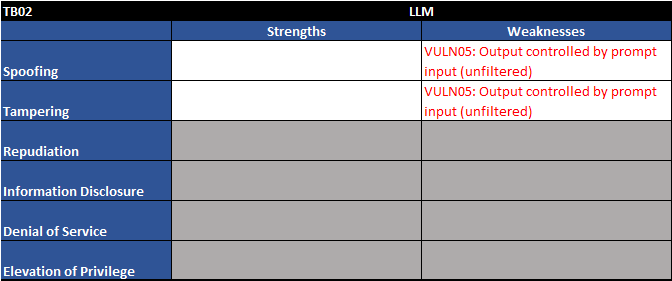 TB02 LLM
Strengths Weaknesses
Spoofing VULN05: Output controlled by prompt
input (unfiltered)
Tampering VULN05: Output controlled by prompt
input (unfiltered)
Repudiation
Information Disclosure
Denial of Service
Elevation of Privilege